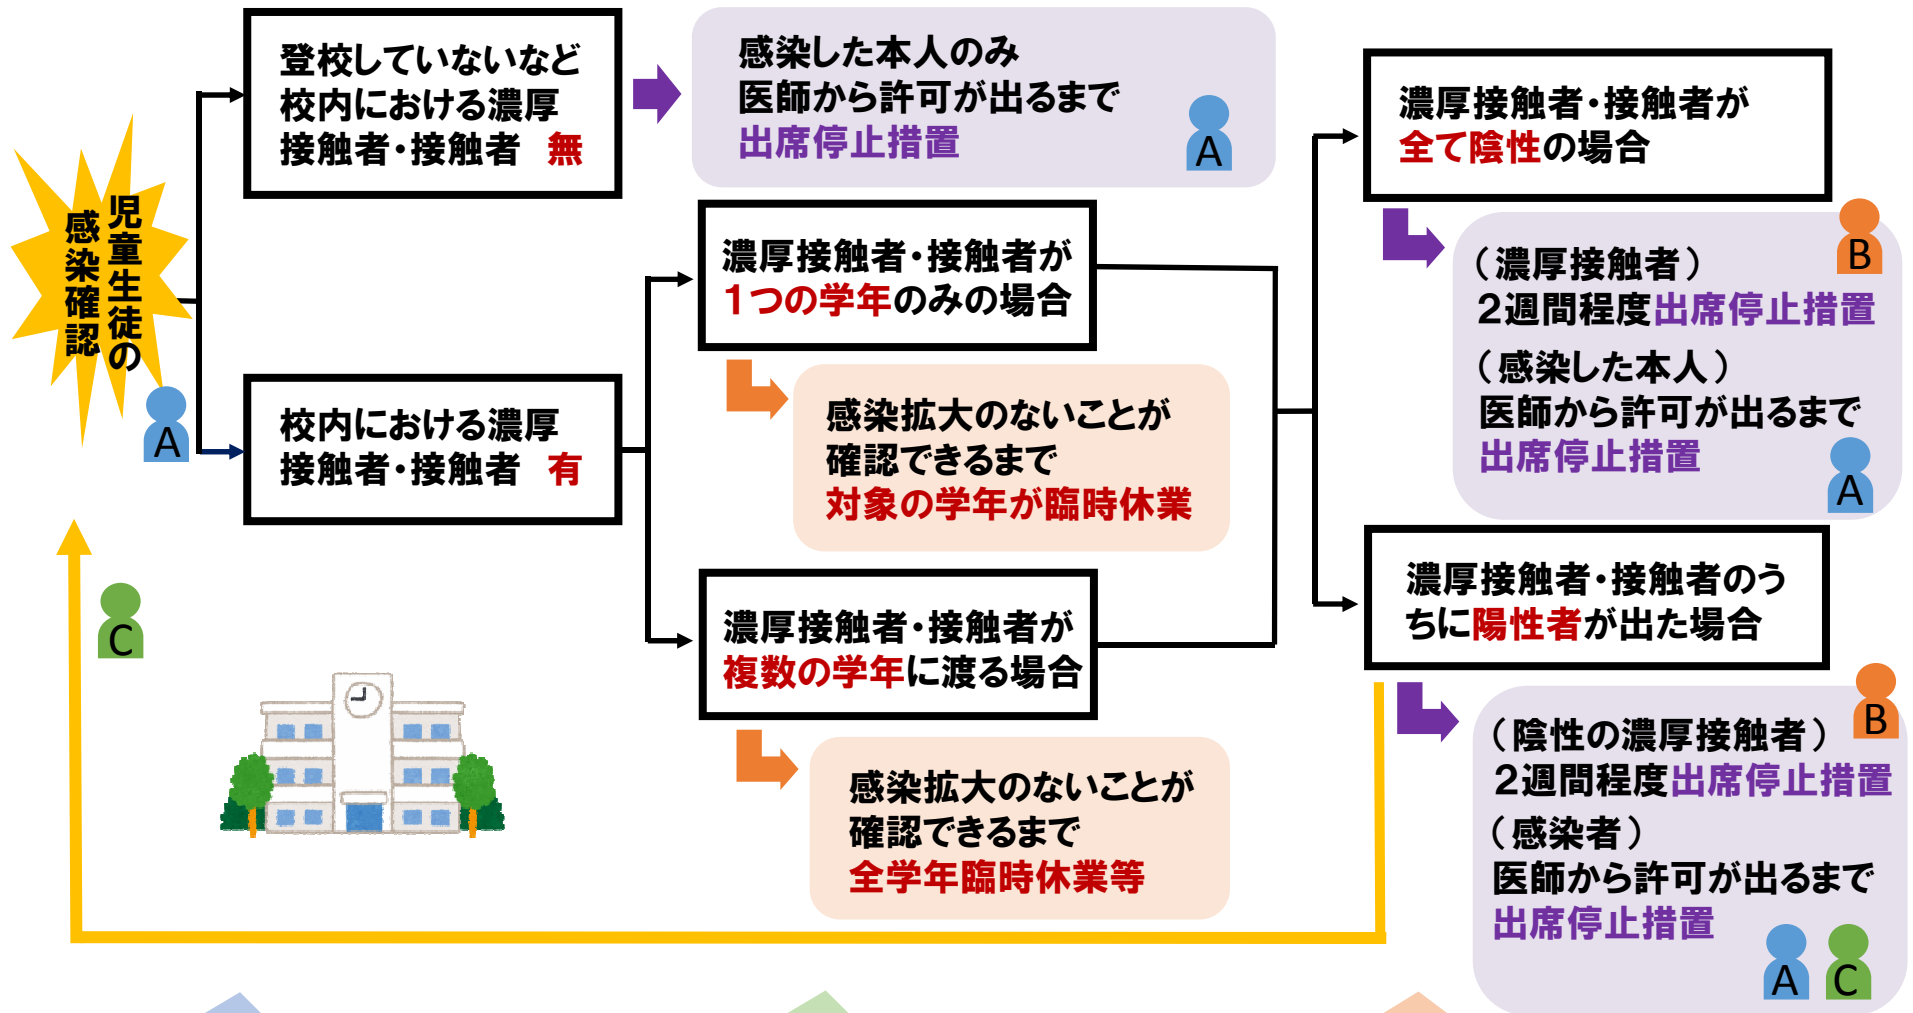 児童生徒の
感染確認
A
登校していないなど
校内における濃厚
接触者・接触者　無
感染した本人のみ
医師から許可が出るまで
出席停止措置
A
校内における濃厚
接触者・接触者　有
濃厚接触者・接触者が
1つの学年のみの場合
感染拡大のないことが
確認できるまで
対象の学年が臨時休業
濃厚接触者・接触者が
複数の学年に渡る場合
感染拡大のないことが
確認できるまで
全学年臨時休業等
濃厚接触者・接触者が
全て陰性の場合
B
（濃厚接触者）
2週間程度出席停止措置
（感染した本人）
医師から許可が出るまで
出席停止措置
A
濃厚接触者・接触者のう
ちに陽性者が出た場合
B
（陰性の濃厚接触者）
2週間程度出席停止措置
（感染者）
医師から許可が出るまで
出席停止措置
A
C
C